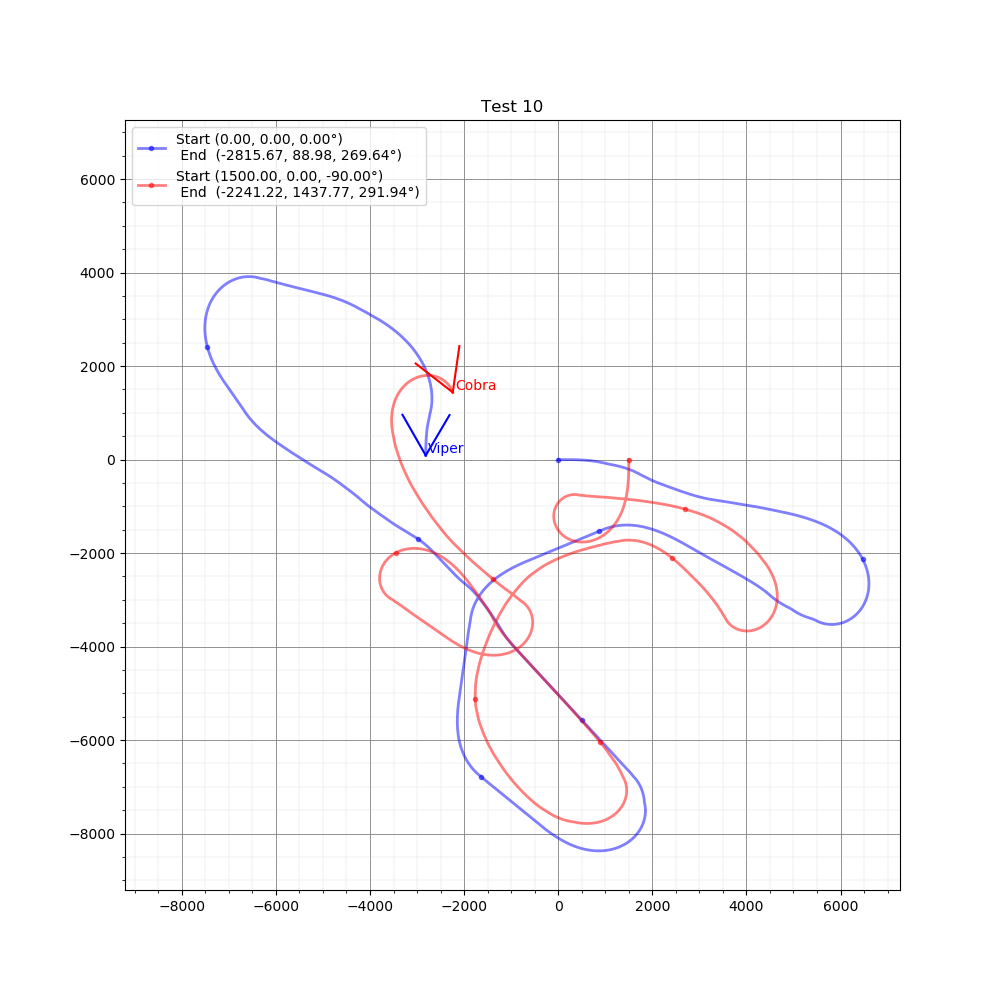 Test 10
Start (0.00, 0.00, 0.00°)
End (-2815.67, 88.98, 269.64°)
Start (1500.00, 0.00, -90.00°)
End (-2241.22, 1437.77, 291.94°)
6000
4000
2000
Cobra
Viper
0
−2000
−4000
−6000
−8000
−8000 −6000 −4000 −2000 0 2000 4000 6000